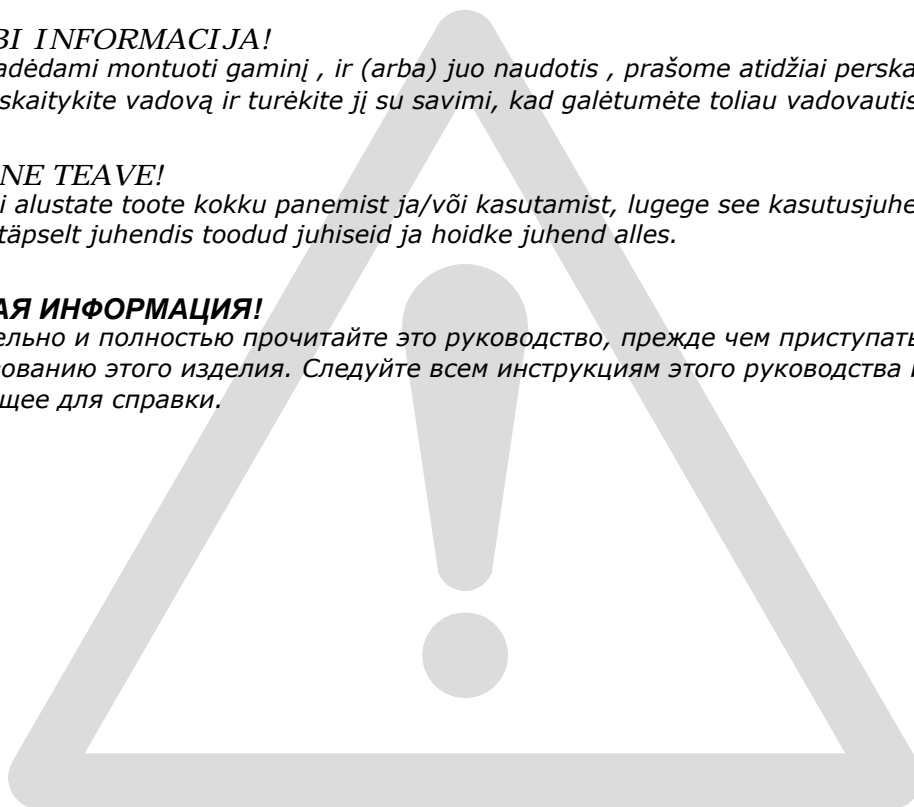 BI INFORMACIJA!
adėdami montuoti gaminį , ir (arba) juo naudotis , prašome atidžiai perska
skaitykite vadovą ir turėkite jį su savimi, kad galėtumėte toliau vadovautis
NE TEAVE!
i alustate toote kokku panemist ja/või kasutamist, lugege see kasutusjuhe
täpselt juhendis toodud juhiseid ja hoidke juhend alles.
АЯ ИНФОРМАЦИЯ!
ельно и полностью прочитайте это руководство, прежде чем приступать
ованию этого изделия. Следуйте всем инструкциям этого руководства
щее для справки.